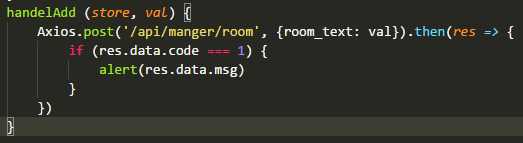 handelAdd (store, val) {
    Axios.post('/api/manger/room', {room_text: val}).then(res => {
        if (res.data.code === 1) {
            alert(res.data.msg)
        }
    })
}